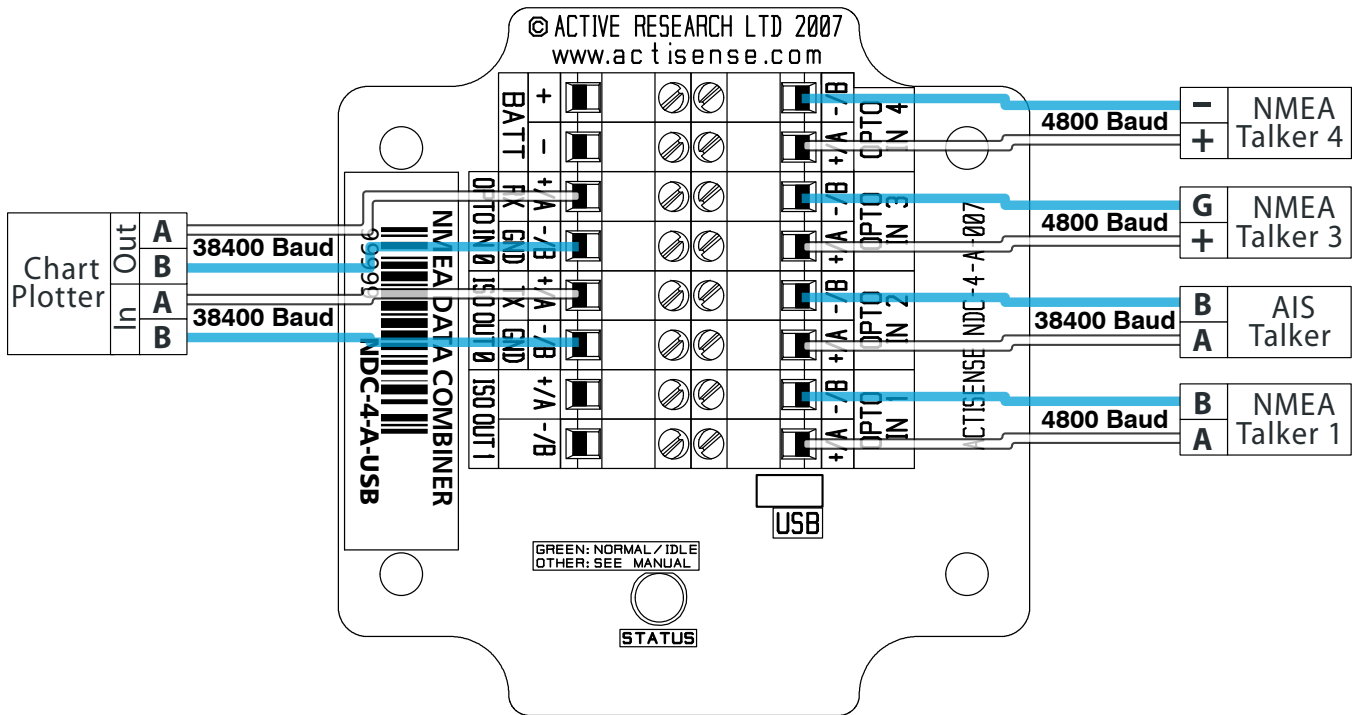 © ACTIVE RESEARCH LTD 2007
www.actisense.com
BATT
+
-
OPTO IN 0
RX
GND
A/+
-/B
ISO OUT 0
TX
GND
+/A
-/B
ISO OUT 1
+/A
-/B
-/B
+/A
OPTO
IN 4
-/B
+/A
OPTO
IN 3
-/B
+/A
OPTO
IN 2
-/B
+/A
OPTO
IN 1
ACTISENSE NDC-4-A-007
NMEA DATA COMBINER
NDC-4-A-USB
USB
GREEN: NORMAL/IDLE
OTHER: SEE MANUAL
STATUS
Chart
Plotter
Out
A
B
In
A
B
38400 Baud
38400 Baud
4800 Baud
-
+
NMEA
Talker 4
4800 Baud
G
+
NMEA
Talker 3
38400 Baud
B
A
AIS
Talker
4800 Baud
B
A
NMEA
Talker 1